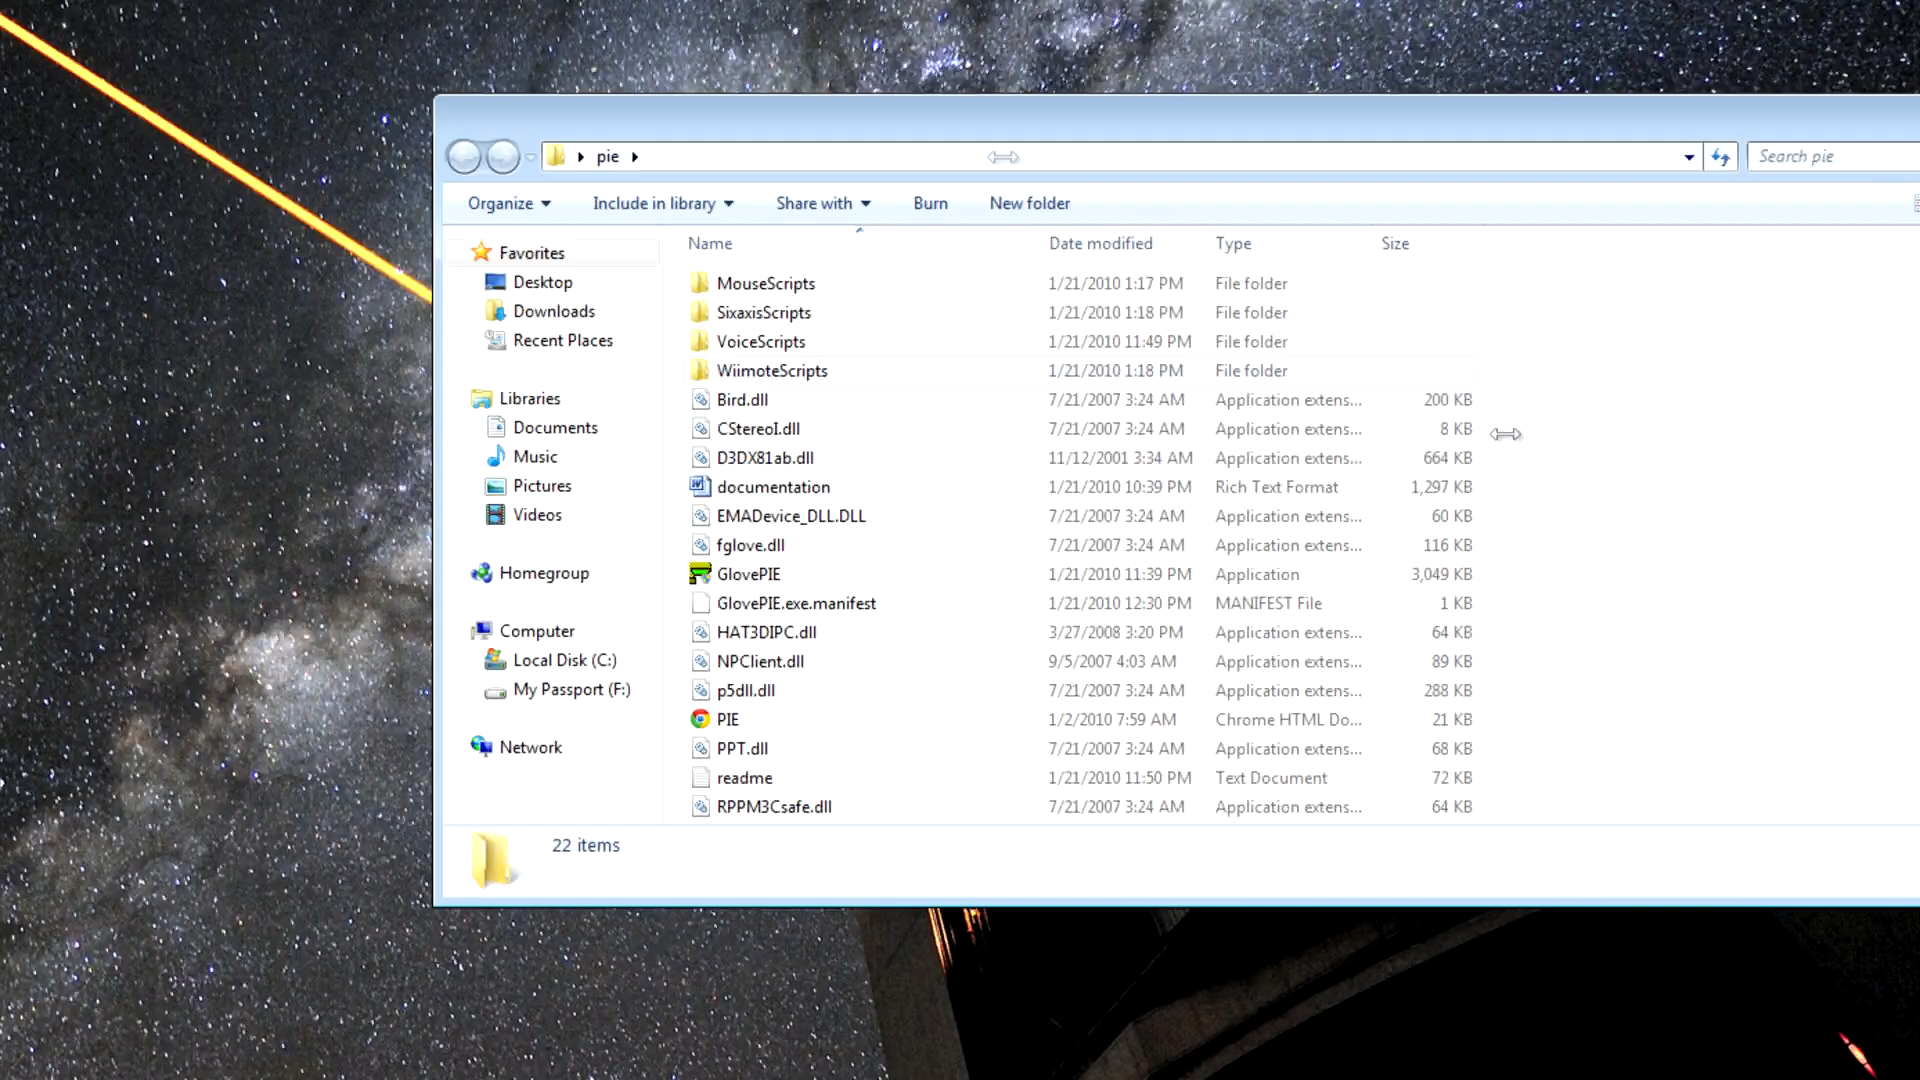 pie
Search pie
Organize Include in library Share with Burn New folder
Name Date modified Type Size
Favorites
Desktop
Downloads
Recent Places
Libraries
Documents
Music
Pictures
Videos
Homegroup
Computer
Local Disk (C:)
My Passport (F:)
Network
MouseScripts 1/21/2010 1:17 PM File folder
SixaxisScripts 1/21/2010 1:18 PM File folder
VoiceScripts 1/21/2010 11:49 PM File folder
WiimoteScripts 1/21/2010 1:18 PM File folder
Bird.dll 7/21/2007 3:24 AM Application extens... 200 KB
CStereoI.dll 7/21/2007 3:24 AM Application extens... 8 KB
D3DX81ab.dll 11/12/2001 3:34 AM Application extens... 664 KB
documentation 1/21/2010 10:39 PM Rich Text Format 1,297 KB
EMADevice_DLL.DLL 7/21/2007 3:24 AM Application extens... 60 KB
fglove.dll 7/21/2007 3:24 AM Application extens... 116 KB
GlovePIE 1/21/2010 11:39 PM Application 3,049 KB
GlovePIE.exe.manifest 1/21/2010 12:30 PM MANIFEST File 1 KB
HAT3DIPC.dll 3/27/2008 3:20 PM Application extens... 64 KB
NPClient.dll 9/5/2007 4:03 AM Application extens... 89 KB
p5dll.dll 7/21/2007 3:24 AM Application extens... 288 KB
PIE 1/2/2010 7:59 AM Chrome HTML Do... 21 KB
PPT.dll 7/21/2007 3:24 AM Application extens... 68 KB
readme 1/21/2010 11:50 PM Text Document 72 KB
RPPM3Csafe.dll 7/21/2007 3:24 AM Application extens... 64 KB
22 items